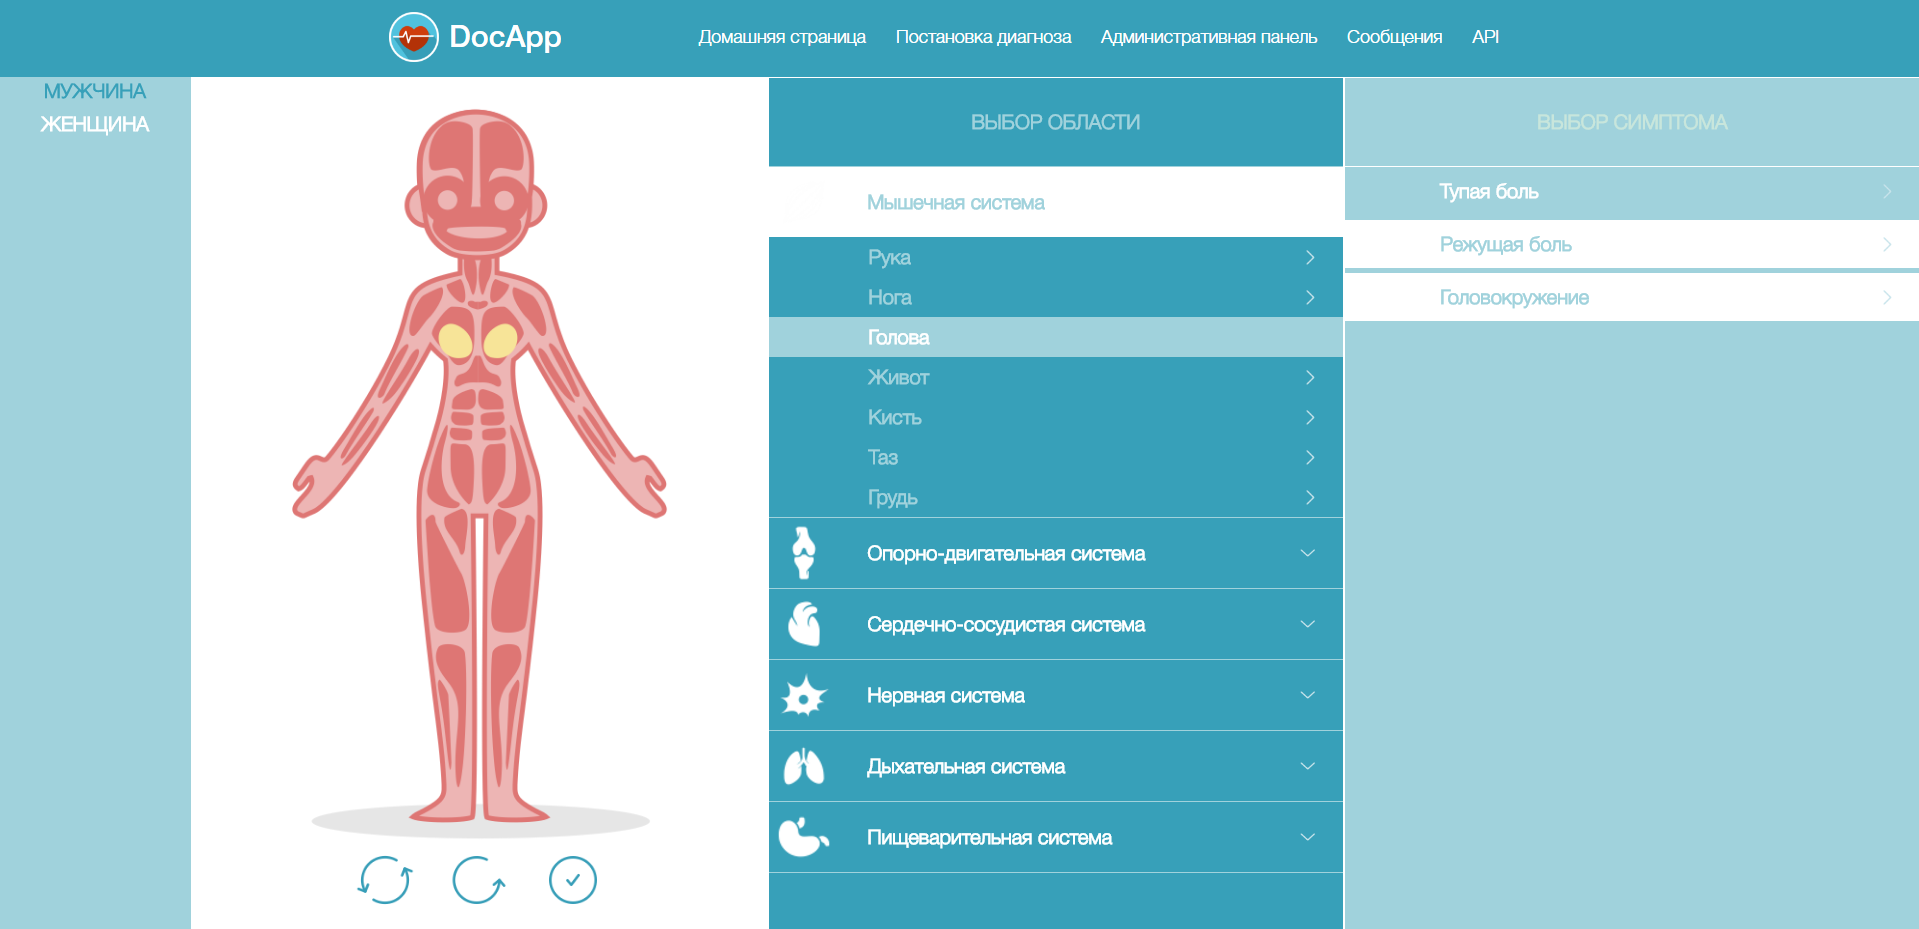 DocApp
Домашняя страница
Постановка диагноза
Административная панель
Сообщения
API
МУЖЧИНА
ЖЕНЩИНА
ВЫБОР ОБЛАСТИ
Мышечная система
Рука
Нога
Голова
Живот
Кисть
Таз
Грудь
Опорно-двигательная система
Сердечно-сосудистая система
Нервная система
Дыхательная система
Пищеварительная система
ВЫБОР СИМПТОМА
Тупая боль
Режущая боль
Головокружение